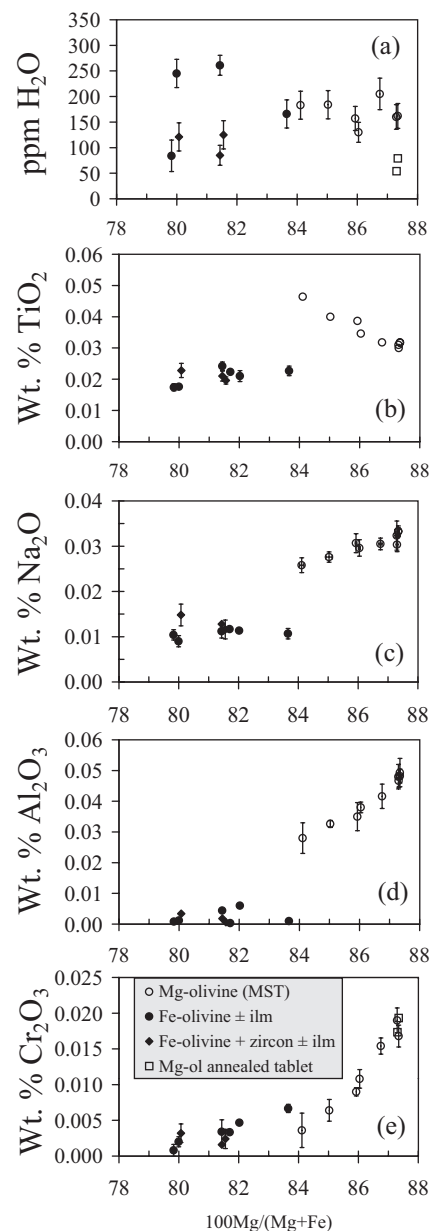 ppm H₂O
350
300
250
200
150
100
50
0
(a)
78 80 82 84 86 88
Wt. % TiO₂
0.06
0.05
0.04
0.03
0.02
0.01
0.00
(b)
78 80 82 84 86 88
Wt. % Na₂O
0.04
0.03
0.02
0.01
0.00
(c)
78 80 82 84 86 88
Wt. % Al₂O₃
0.06
0.05
0.04
0.03
0.02
0.01
0.00
(d)
78 80 82 84 86 88
Wt. % Cr₂O₃
0.025
0.020
0.015
0.010
0.005
0.000
Mg-olivine (MST)
Fe-olivine ± ilm
Fe-olivine + zircon ± ilm
Mg-ol annealed tablet
(e)
78 80 82 84 86 88
100Mg/(Mg+Fe)